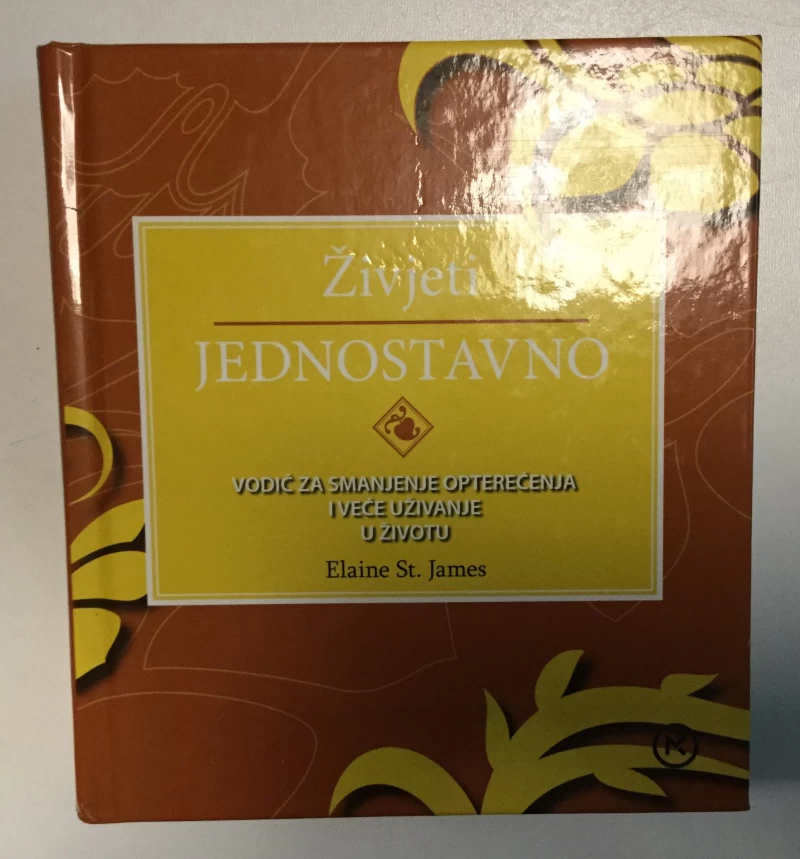 Živjeti
JEDNOSTAVNO
VODIČ ZA SMANJENJE OPTEREĆENJA
I VEĆE UŽIVANJE
U ŽIVOTU
Elaine St. James